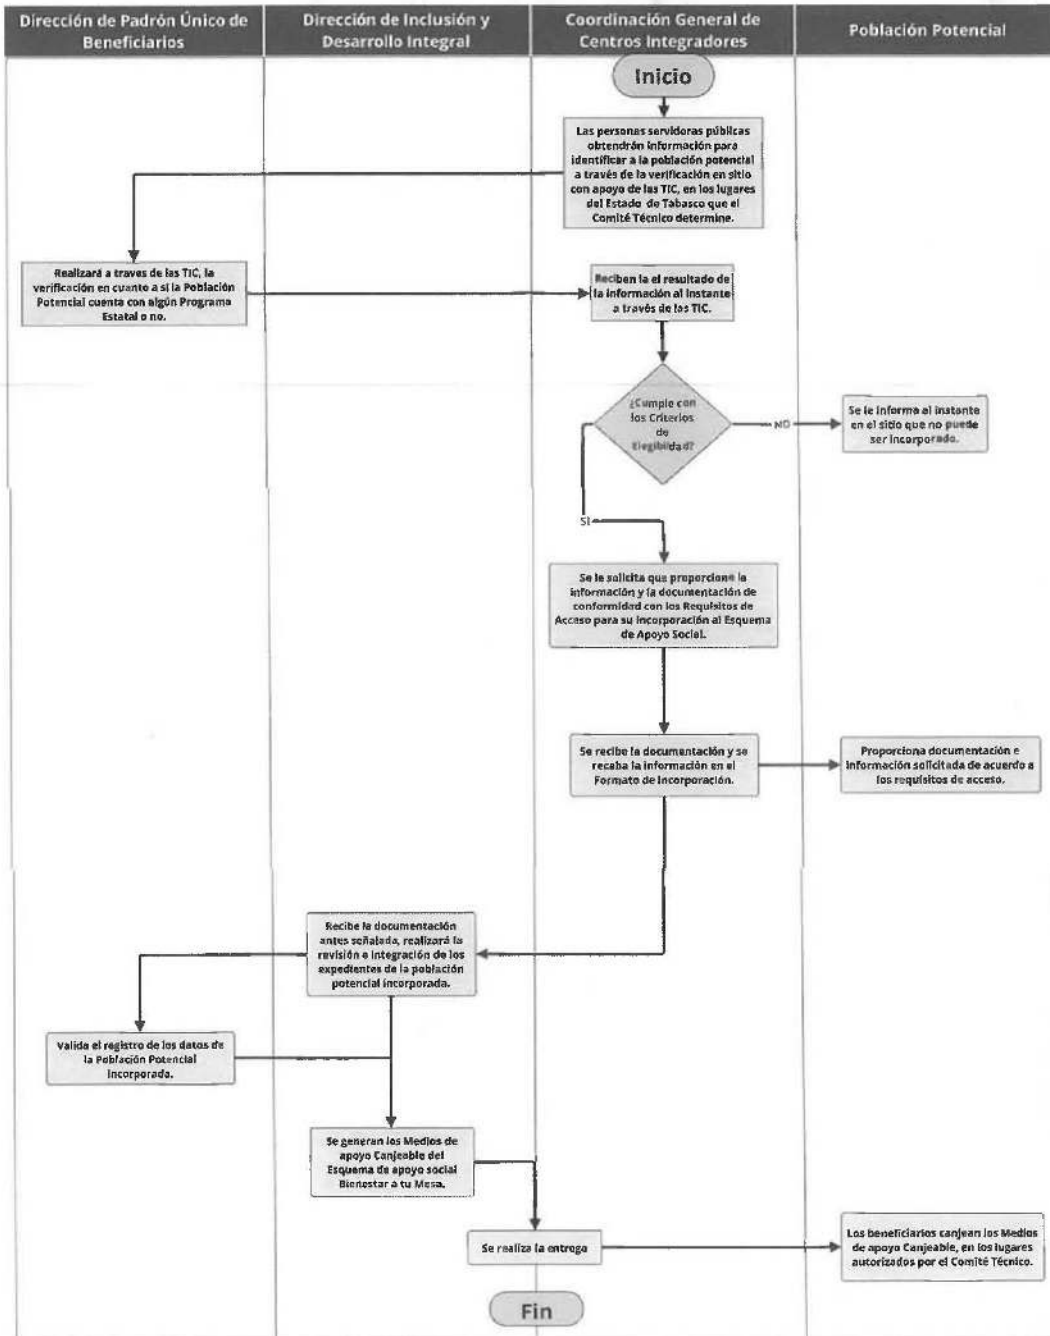 Dirección de Padrón Único de
Beneficiarios
Dirección de Inclusión y
Desarrollo Integral
Coordinación General de
Centros Integradores
Población Potencial
Inicio
Las personas servidoras públicas
obtendrán información para
identificar a la población potencial
a través de la verificación en sitio
con apoyo de las TIC, en los lugares
del Estado de Tabasco que el
Comité Técnico determine.
Realizará a traves de las TIC, la
verificación en cuanto a si la Población
Potencial cuenta con algún Programa
Estatal o no.
Reciben la el resultado de
la información al instante
a través de las TIC.
¿Cumple con
los Criterios
de
Elegibilidad?
NO
Se le informa al instante
en el sitio que no puede
ser incorporado.
SI
Se le solicita que proporcione la
información y la documentación de
conformidad con los Requisitos de
Acceso para su incorporación al Esquema
de Apoyo Social.
Se recibe la documentación y se
recaba la información en el
Formato de Incorporación.
Proporciona documentación e
información solicitada de acuerdo a
los requisitos de acceso.
Recibe la documentación
antes señalada, realizará la
revisión e integración de los
expedientes de la población
potencial incorporada.
Valida el registro de los datos de
la Población Potencial
Incorporada.
Se generan los Medios de
apoyo Canjeable del
Esquema de apoyo social
Bienestar a tu Mesa.
Se realiza la entrega
Los beneficiarios canjean los Medios
de apoyo Canjeable, en los lugares
autorizados por el Comité Técnico.
Fin